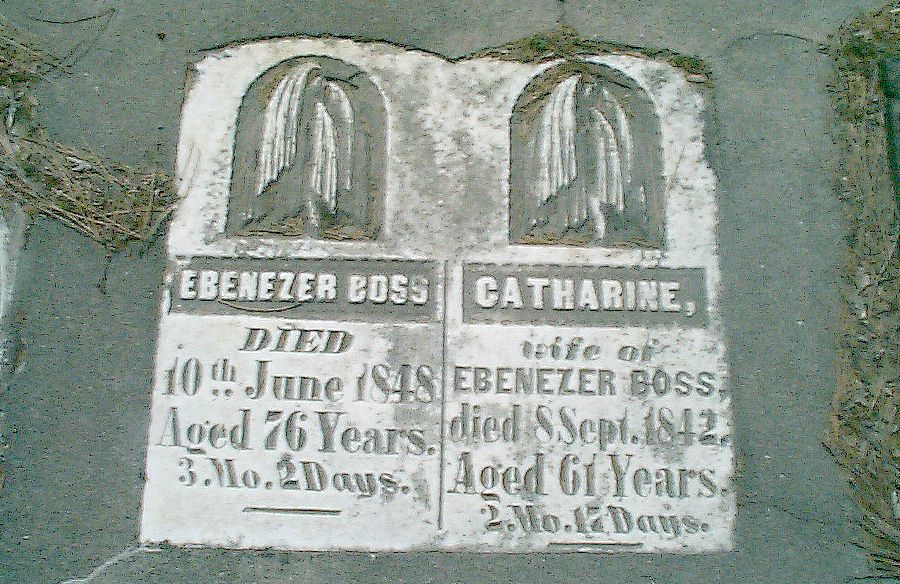 EBENEZER BOSS
DIED
10th June 1848
Aged 76 Years.
3.Mo. 2 Days.
CATHARINE,
wife of
EBENEZER BOSS,
died 8 Sept. 1842.
Aged 61 Years.
2.Mo. 17 Days.